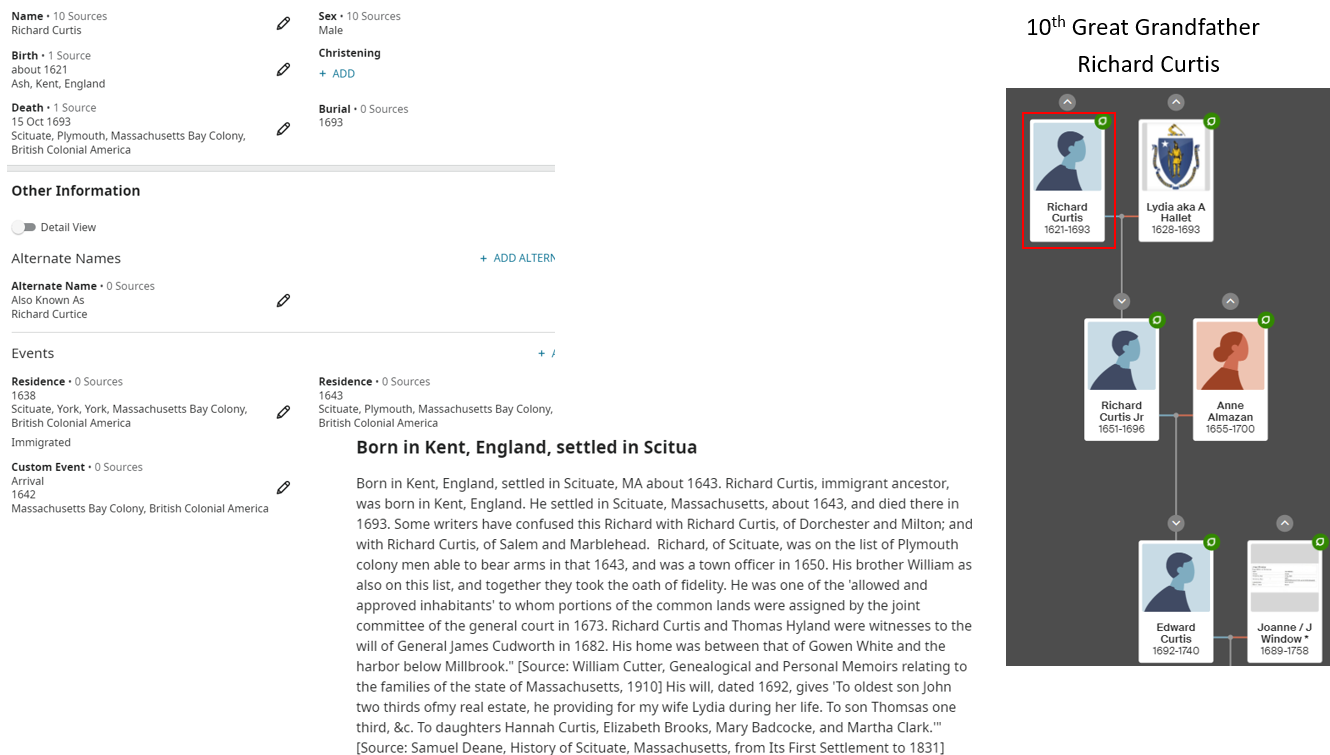 Name • 10 Sources
Richard Curtis
Sex • 10 Sources
Male
Birth • 1 Source
about 1621
Ash, Kent, England
Christening
+ ADD
Death • 1 Source
15 Oct 1693
Scituate, Plymouth, Massachusetts Bay Colony,
British Colonial America
Burial • 0 Sources
1693
Other Information
Detail View
Alternate Names
+ ADD ALTERN
Alternate Name • 0 Sources
Also Known As
Richard Curtice
Events
+ A
Residence • 0 Sources
1638
Scituate, York, York, Massachusetts Bay Colony,
British Colonial America
Immigrated
Residence • 0 Sources
1643
Scituate, Plymouth, Massachusetts Bay Colony,
British Colonial America
Custom Event • 0 Sources
Arrival
1642
Massachusetts Bay Colony, British Colonial America
Born in Kent, England, settled in Scitua
Born in Kent, England, settled in Scituate, MA about 1643. Richard Curtis, immigrant ancestor,
was born in Kent, England. He settled in Scituate, Massachusetts, about 1643, and died there in
1693. Some writers have confused this Richard with Richard Curtis, of Dorchester and Milton; and
with Richard Curtis, of Salem and Marblehead.  Richard, of Scituate, was on the list of Plymouth
colony men able to bear arms in that 1643, and was a town officer in 1650. His brother William as
also on this list, and together they took the oath of fidelity. He was one of the 'allowed and
approved inhabitants' to whom portions of the common lands were assigned by the joint
committee of the general court in 1673. Richard Curtis and Thomas Hyland were witnesses to the
will of General James Cudworth in 1682. His home was between that of Gowen White and the
harbor below Millbrook." [Source: William Cutter, Genealogical and Personal Memoirs relating to
the families of the state of Massachusetts, 1910] His will, dated 1692, gives 'To oldest son John
two thirds ofmy real estate, he providing for my wife Lydia during her life. To son Thomsas one
third, &c. To daughters Hannah Curtis, Elizabeth Brooks, Mary Badcocke, and Martha Clark.'"
[Source: Samuel Deane, History of Scituate, Massachusetts, from Its First Settlement to 1831]
10th Great Grandfather
Richard Curtis
Richard
Curtis
1621-1693
Lydia aka A
Hallet
1628-1693
Richard
Curtis Jr
1651-1696
Anne
Almazan
1655-1700
Edward
Curtis
1692-1740
Joanne / J
Window *
1689-1758